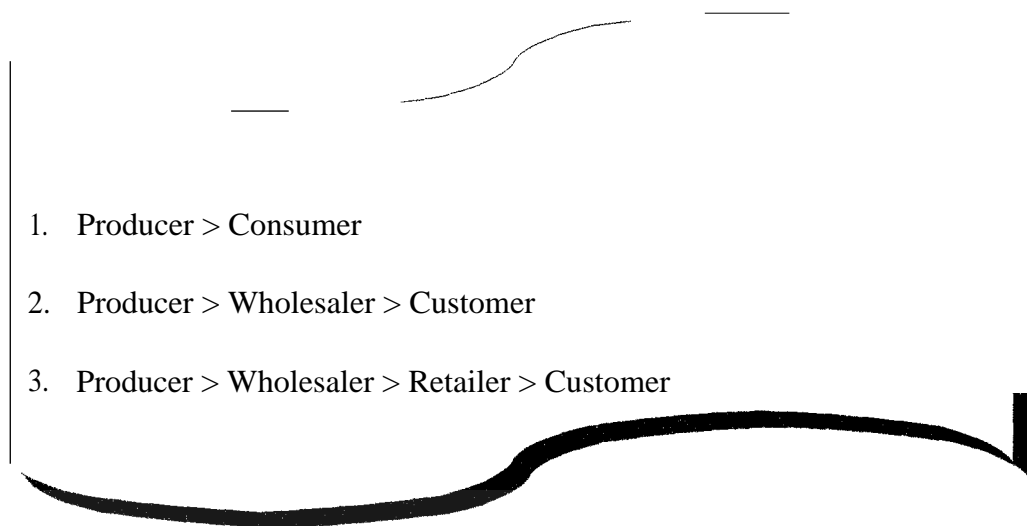 1. Producer > Consumer
2. Producer > Wholesaler > Customer
3. Producer > Wholesaler > Retailer > Customer